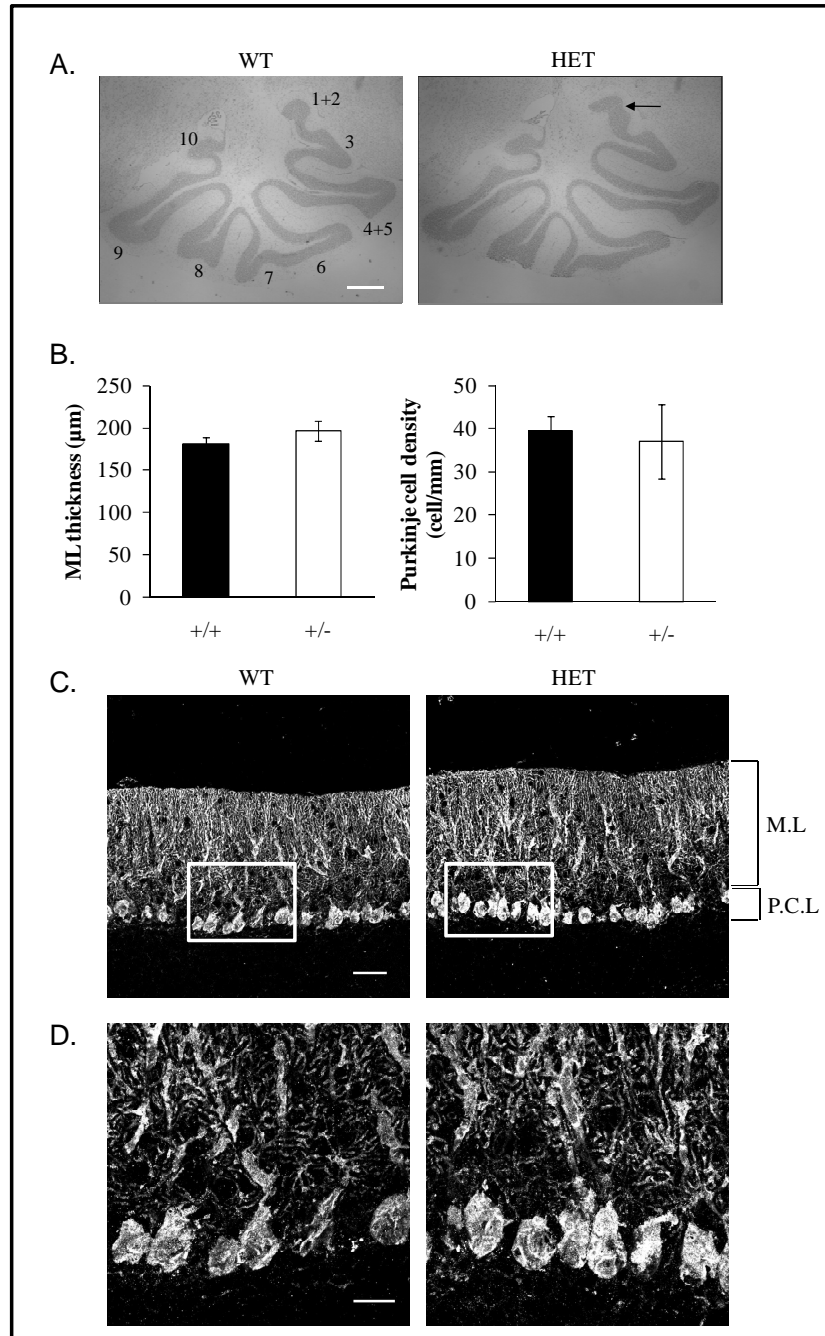 A.
WT
HET
1+2
10
3
4+5
9
8
7
6
B.
250
200
150
100
50
0
ML thickness (µm)
+/+
+/-
50
40
30
20
10
0
Purkinje cell density
(cell/mm)
+/+
+/-
C.
WT
HET
M.L
P.C.L
D.